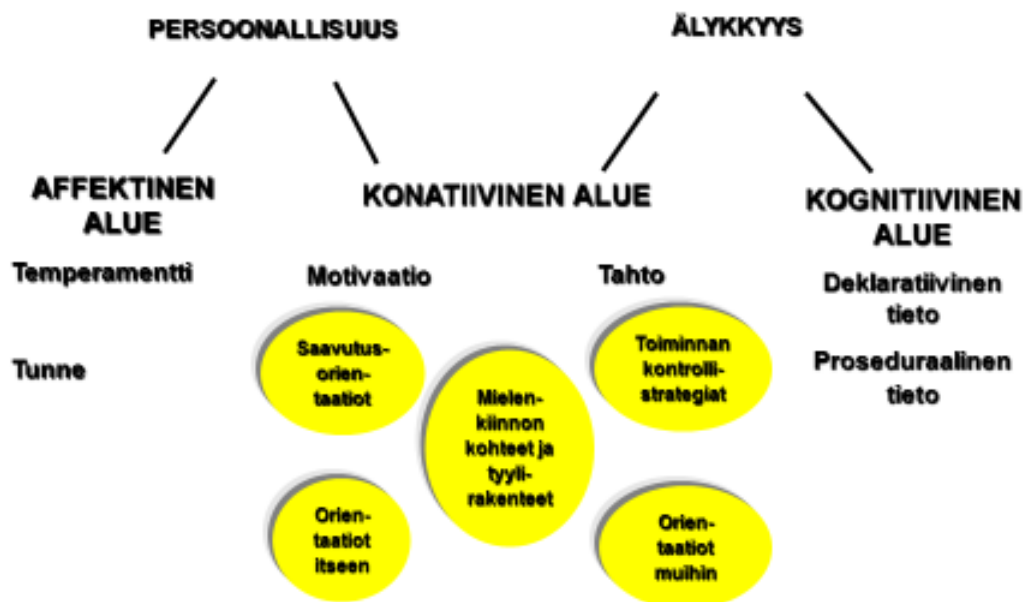 PERSOONALLISUUS
ÄLYKKYYS
AFFEKTINEN
ALUE
KONATIIVINEN ALUE
KOGNITIIVINEN
ALUE
Temperamentti
Tunne
Motivaatio
Tahto
Deklaratiivinen
tieto
Proseduraalinen
tieto
Saavutus-
orien-
taatiot
Mielen-
kiinnon
kohteet ja
tyyli-
rakenteet
Toiminnan
kontrolli-
strategiat
Orien-
taatiot
itseen
Orien-
taatiot
muihin